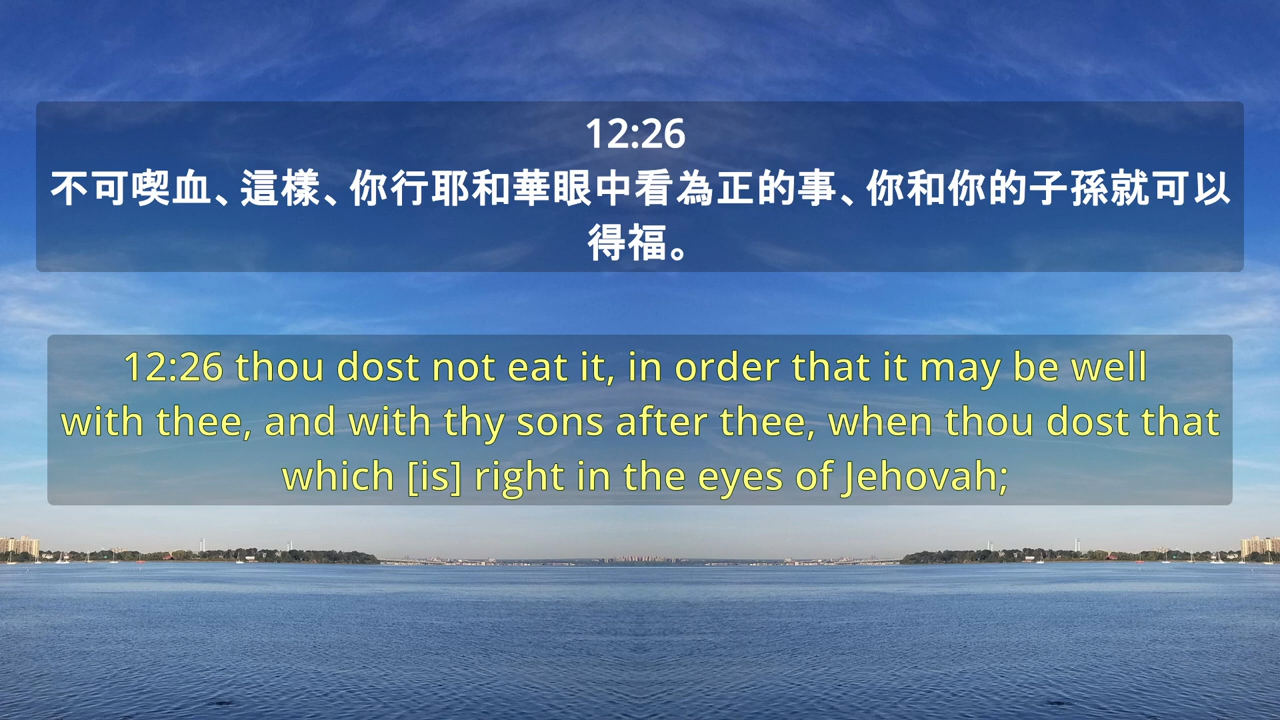 12:26
不可喫血、這樣、你行耶和華眼中看為正的事、你和你的子孫就可以
得福。
12:26 thou dost not eat it, in order that it may be well
with thee, and with thy sons after thee, when thou dost that
which [is] right in the eyes of Jehovah;